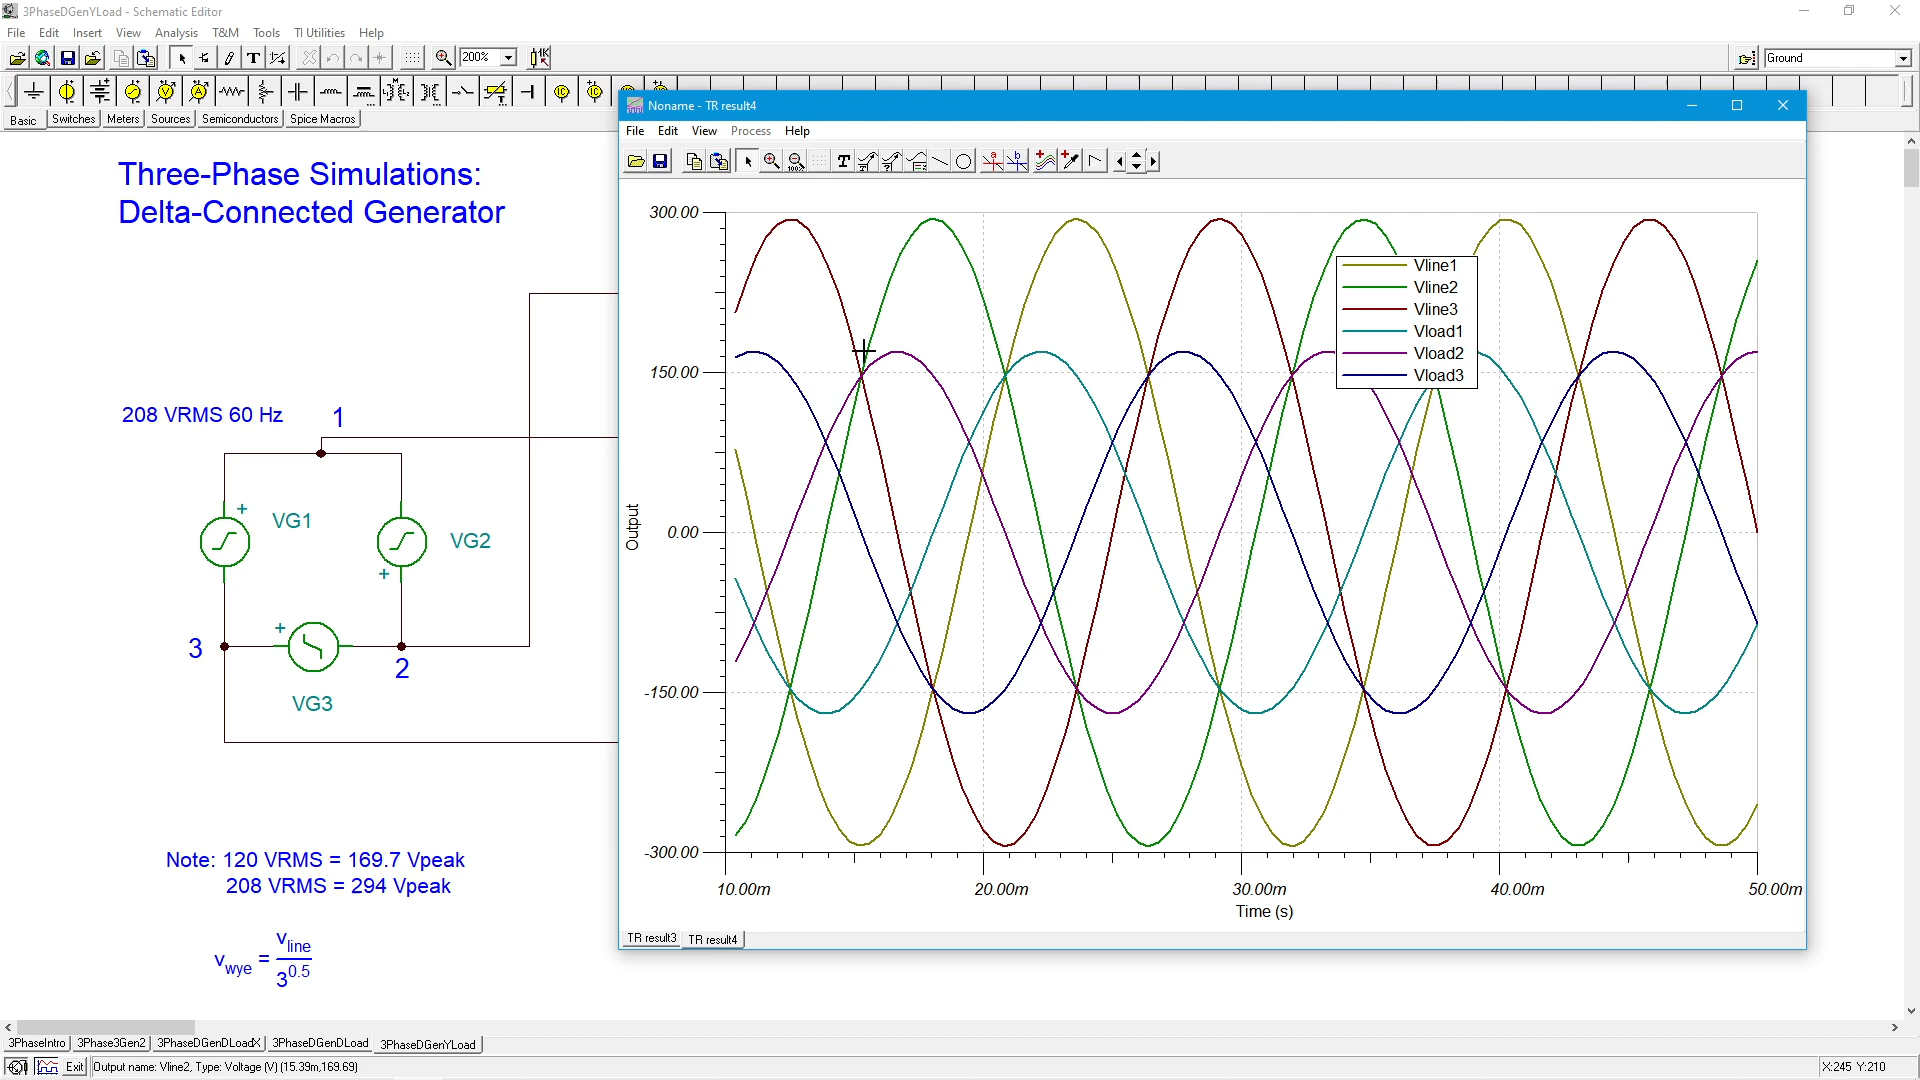 3PhaseDGenYLoad - Schematic Editor
File Edit Insert View Analysis T&M Tools TI Utilities Help
200%
Ground
Basic Switches Meters Sources Semiconductors Spice Macros
Three-Phase Simulations:
Delta-Connected Generator
208 VRMS 60 Hz
1
+
VG1
VG2
+
3
+
2
VG3
Note: 120 VRMS = 169.7 Vpeak
208 VRMS = 294 Vpeak
vwye = vline
3^0.5
Noname - TR result4
File Edit View Process Help
300.00
150.00
0.00
-150.00
-300.00
Output
Vline1
Vline2
Vline3
Vload1
Vload2
Vload3
10.00m 20.00m 30.00m 40.00m 50.00m
Time (s)
TR result3 TR result4
3PhaseIntro 3Phase3Gen2 3PhaseDGenDLoadX 3PhaseDGenDLoad 3PhaseDGenYLoad
Exit Output name: Vline2, Type: Voltage (V) (15.39m,169.69)
X:245 Y:210